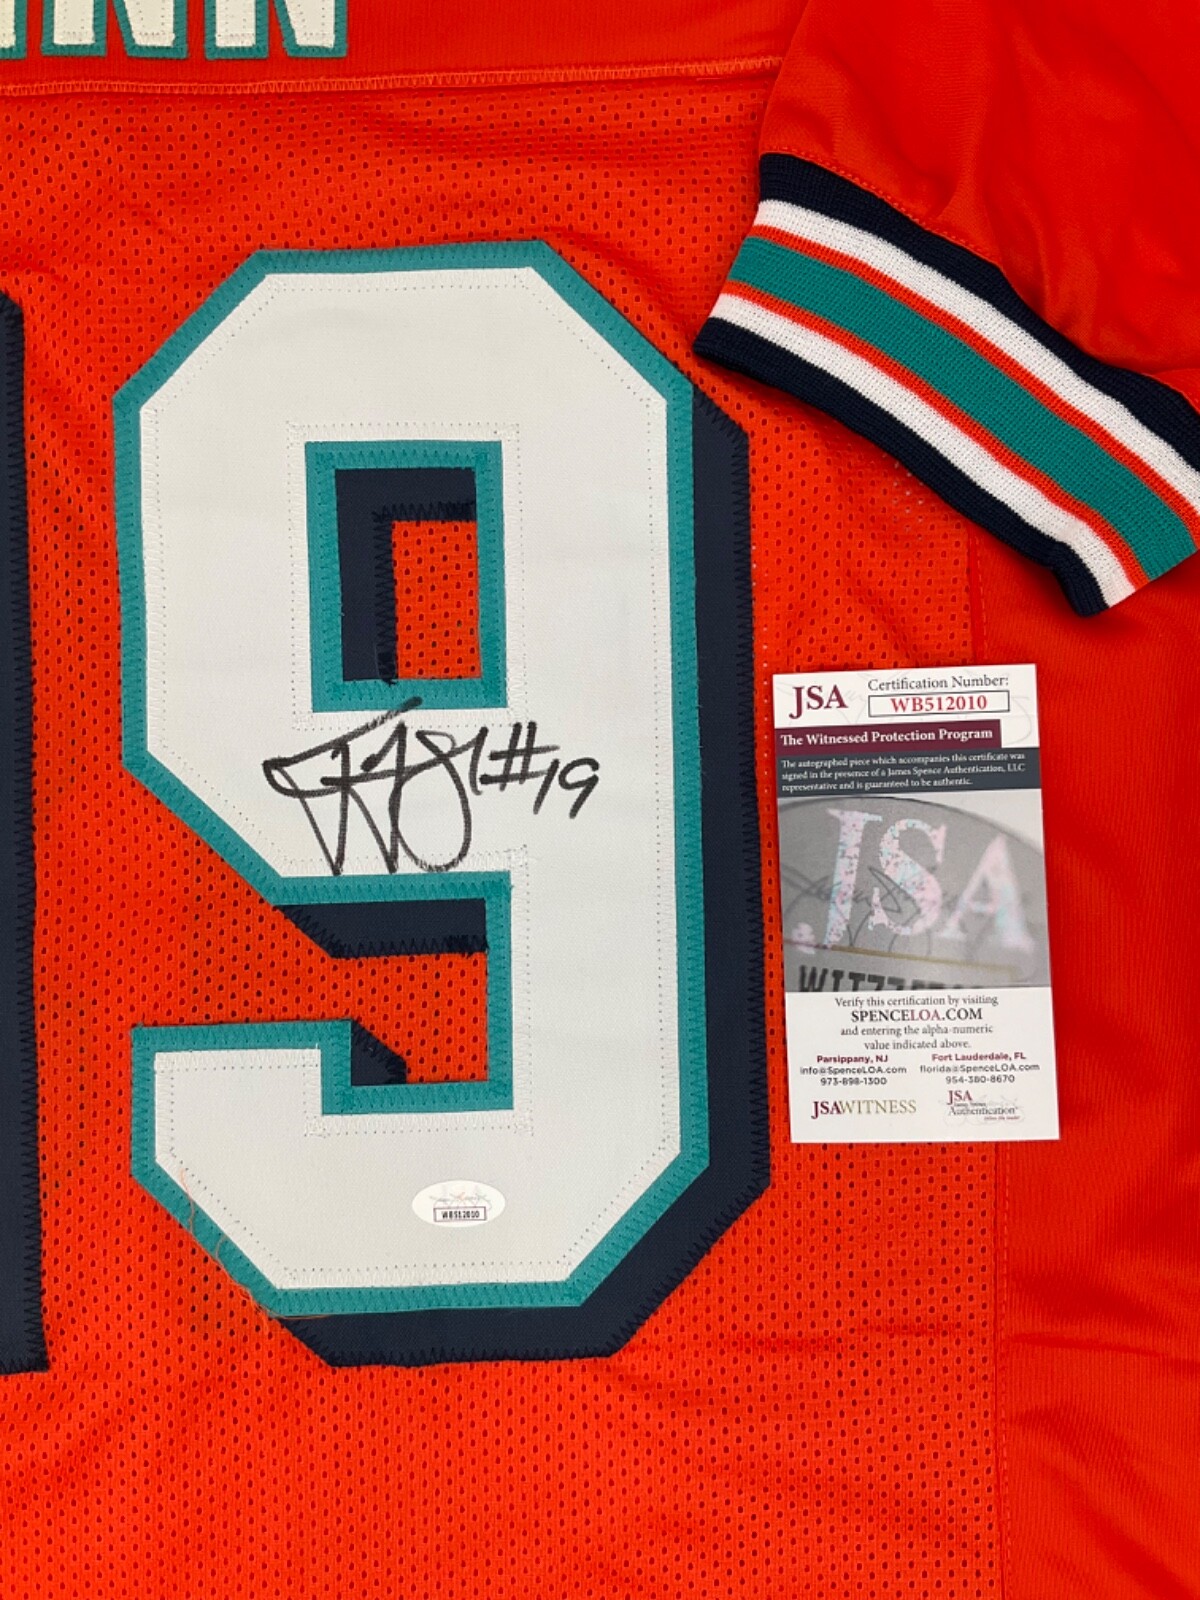 INN
9
#19
JSA
Certification Number:
WB512010
The Witnessed Protection Program
The autographed piece which accompanies this certificate was
signed in the presence of a James Spence Authentication, LLC
representative and is guaranteed to be authentic.
JSA
Verify this certification by visiting
SPENCELOA.COM
and entering the alpha-numeric
value indicated above.
Parsippany, NJ
info@SpenceLOA.com
973-898-1300
Fort Lauderdale, FL
florida@SpenceLOA.com
954-380-8670
JSAWITNESS
JSA
Authentication
WB512010